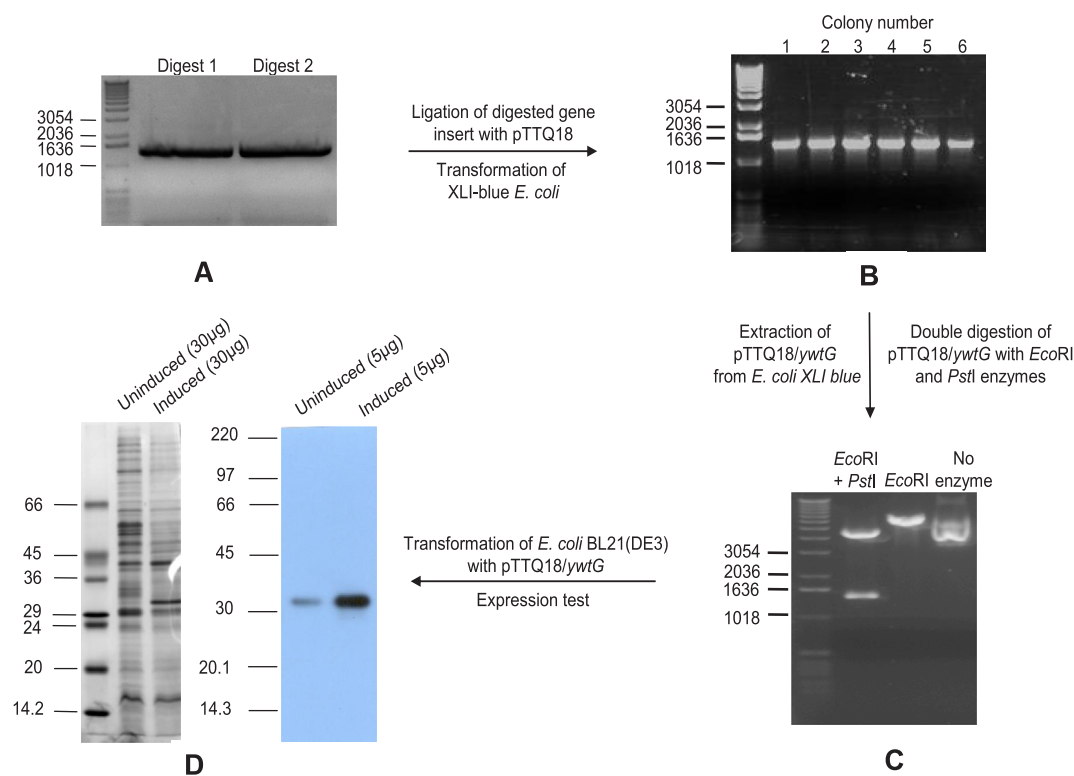 Digest 1 Digest 2
3054
2036
1636
1018
A
Ligation of digested gene
insert with pTTQ18
Transformation of
XLI-blue E. coli
Colony number
1 2 3 4 5 6
3054
2036
1636
1018
B
Extraction of
pTTQ18/ywtG
from E. coli XLI blue
Double digestion of
pTTQ18/ywtG with EcoRI
and PstI enzymes
EcoRI
+ PstI
EcoRI
No
enzyme
3054
2036
1636
1018
C
Transformation of E. coli BL21(DE3)
with pTTQ18/ywtG
Expression test
Uninduced (30µg)
Induced (30µg)
66
45
36
29
24
20
14.2
Uninduced (5µg)
Induced (5µg)
220
97
66
45
30
20.1
14.3
D